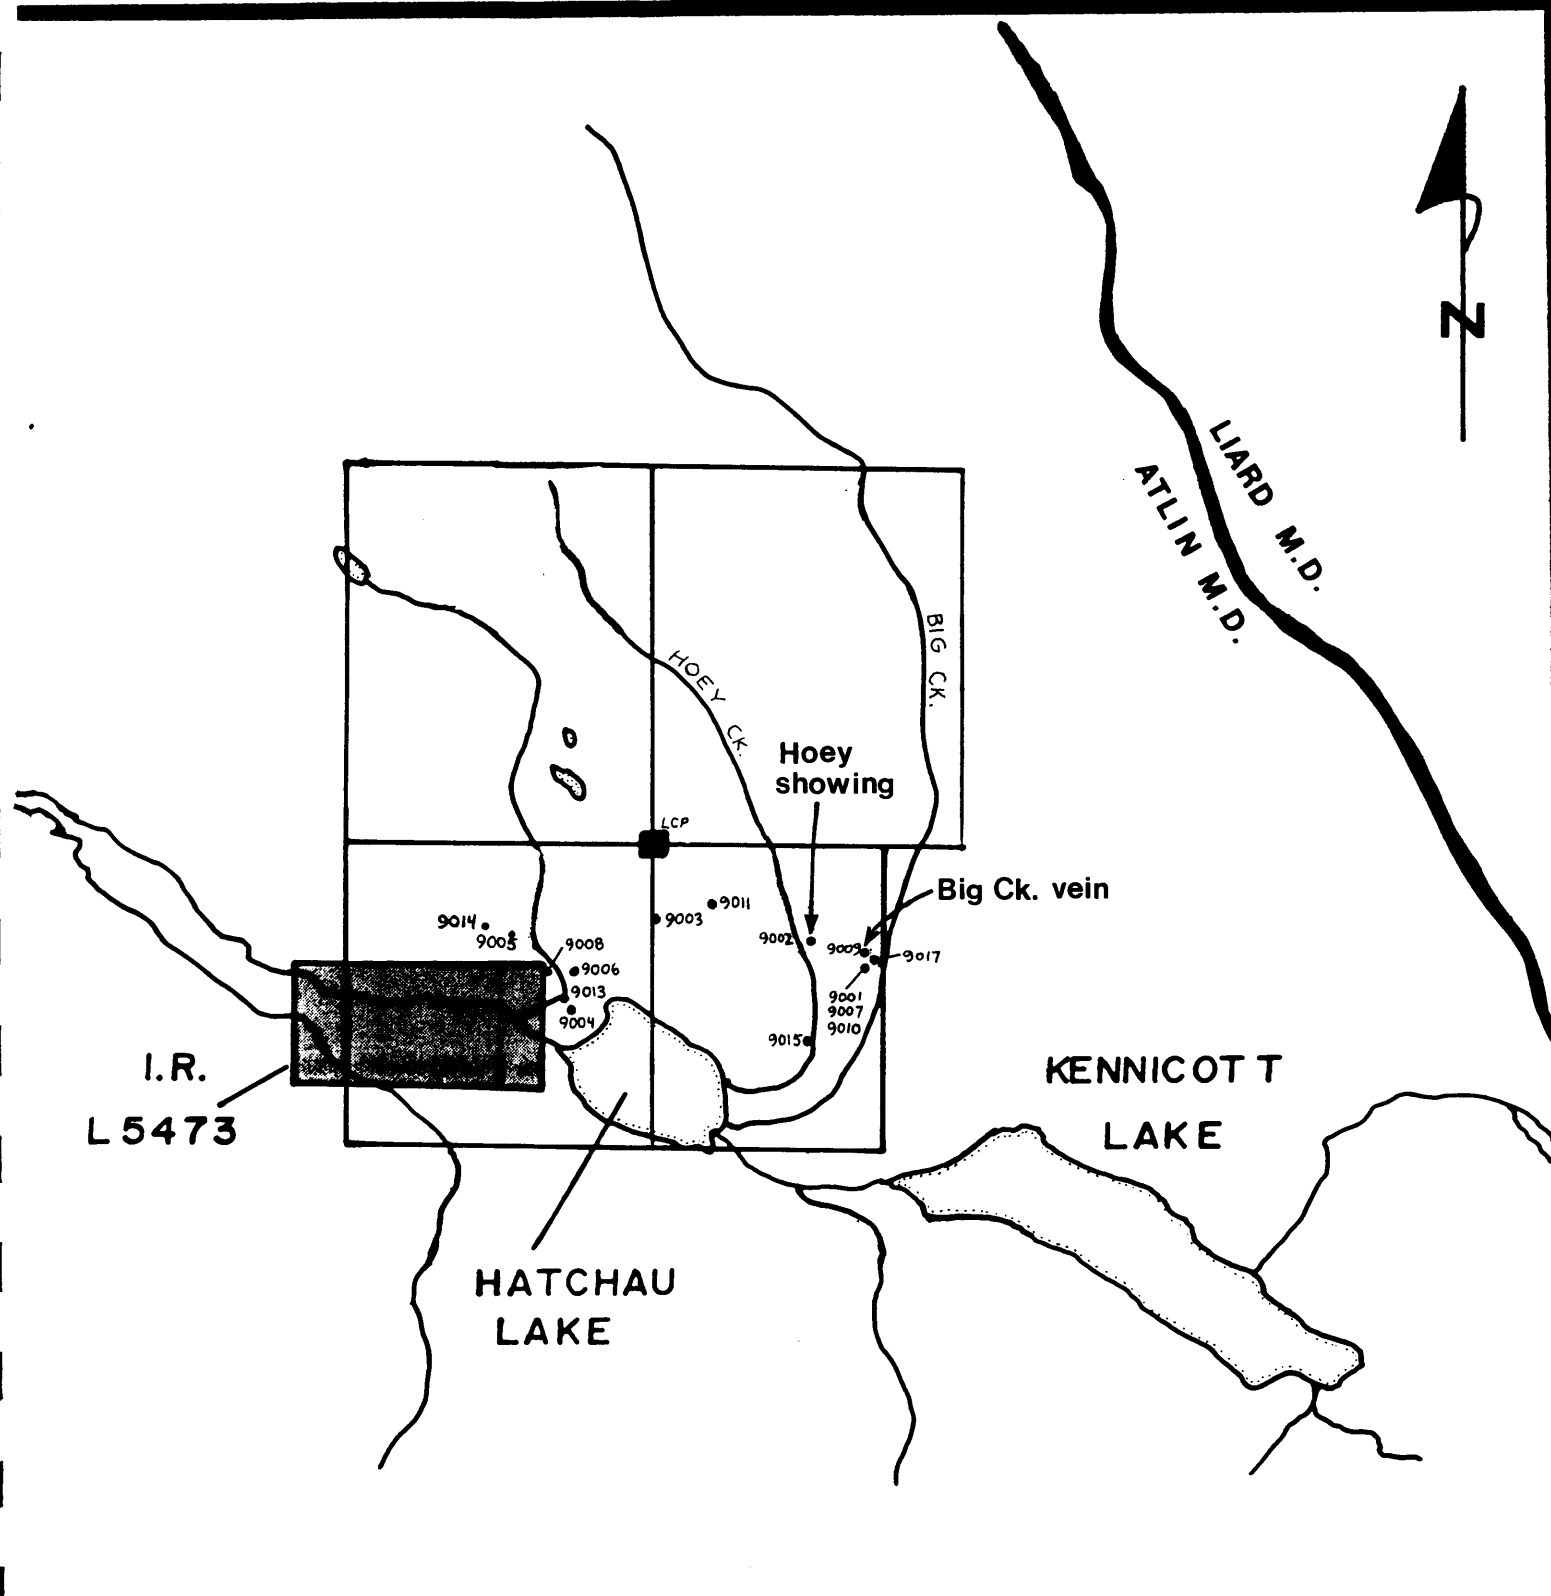 N
LIARD M.D.
ATLIN M.D.
BIG CK.
HOEY CK.
Hoey
showing
LCP
Big Ck. vein
9014
9005
9008
9006
9013
9004
9003
9011
9002
9009
9017
9001
9007
9010
9015
I.R.
L5473
KENNICOTT
LAKE
HATCHAU
LAKE